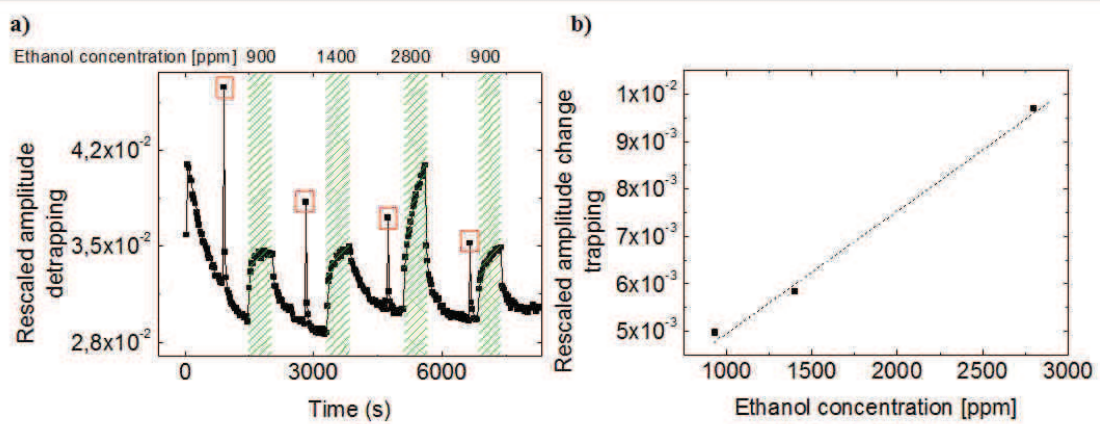 a)
Ethanol concentration [ppm] 900 1400 2800 900
Rescaled amplitude
detrapping
4,2x10⁻²
3,5x10⁻²
2,8x10⁻²
0 3000 6000
Time (s)
b)
Rescaled amplitude change
trapping
1x10⁻²
9x10⁻³
8x10⁻³
7x10⁻³
6x10⁻³
5x10⁻³
1000 1500 2000 2500 3000
Ethanol concentration [ppm]